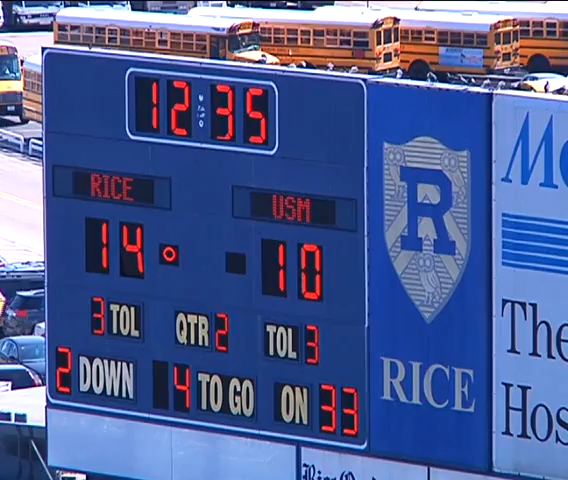 12:35
RICE USM
14 10
3 TOL QTR 2 TOL 3
2 DOWN 4 TO GO ON 33
R
RICE
The
Hos